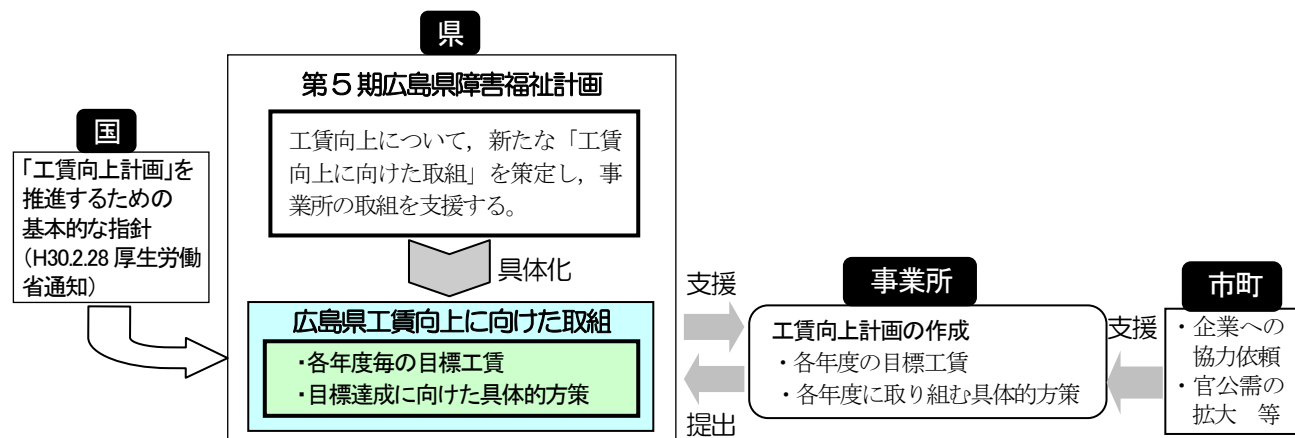 国
「工賃向上計画」を
推進するための
基本的な指針
（H30.2.28 厚生労働
省通知）
県
第５期広島県障害福祉計画
工賃向上について，新たな「工賃
向上に向けた取組」を策定し，事
業所の取組を支援する。
具体化
広島県工賃向上に向けた取組
・各年度毎の目標工賃
・目標達成に向けた具体的方策
支援
提出
事業所
工賃向上計画の作成
・各年度の目標工賃
・各年度に取り組む具体的方策
支援
市町
・企業への
協力依頼
・官公需の
拡大　等